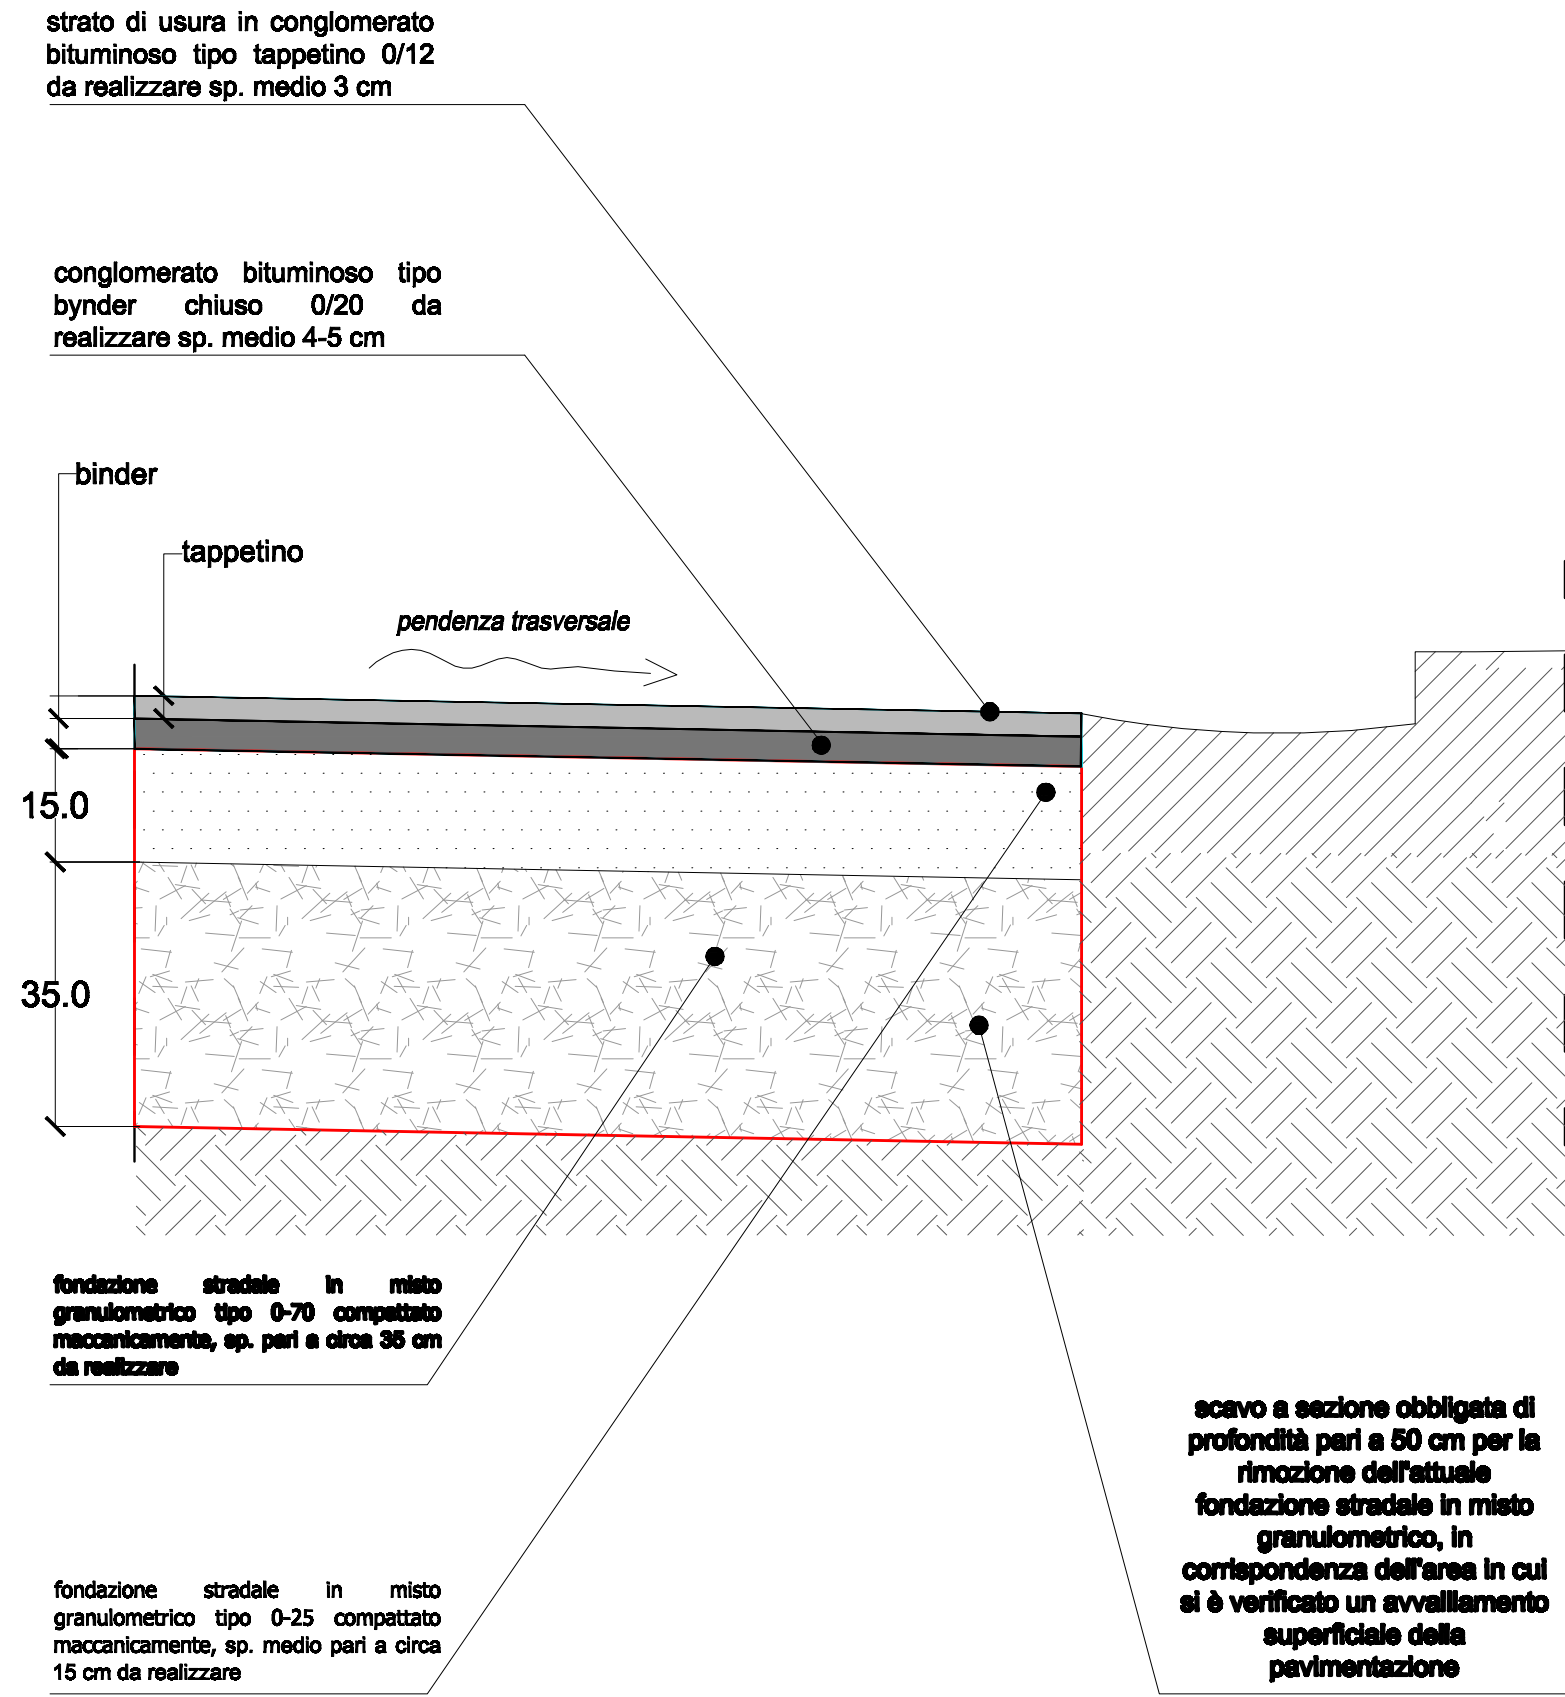 strato di usura in conglomerato
bituminoso tipo tappetino 0/12
da realizzare sp. medio 3 cm
conglomerato bituminoso tipo
bynder chiuso 0/20 da
realizzare sp. medio 4-5 cm
binder
tappetino
pendenza trasversale
15.0
35.0
fondazione stradale in misto
granulometrico tipo 0-70 compattato
maccanicamente, sp. pari a circa 35 cm
da realizzare
scavo a sezione obbligata di
profondità pari a 50 cm per la
rimozione dell'attuale
fondazione stradale in misto
granulometrico, in
corrispondenza dell'area in cui
si è verificato un avvallamento
superficiale della
pavimentazione
fondazione stradale in misto
granulometrico tipo 0-25 compattato
maccanicamente, sp. medio pari a circa
15 cm da realizzare